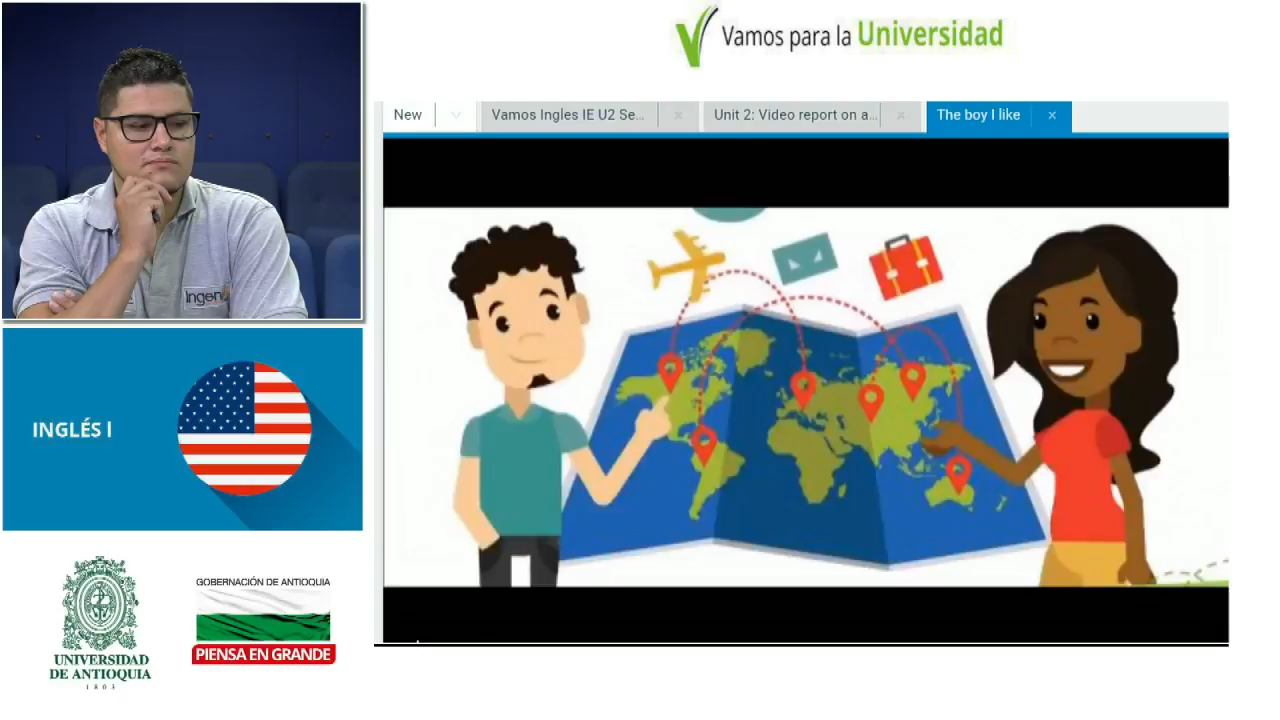 Vamos para la Universidad
New
Vamos Ingles IE U2 Se...
Unit 2: Video report on a...
The boy I like
INGLÉS I
UNIVERSIDAD
DE ANTIOQUIA
1803
GOBERNACIÓN DE ANTIOQUIA
PIENSA EN GRANDE